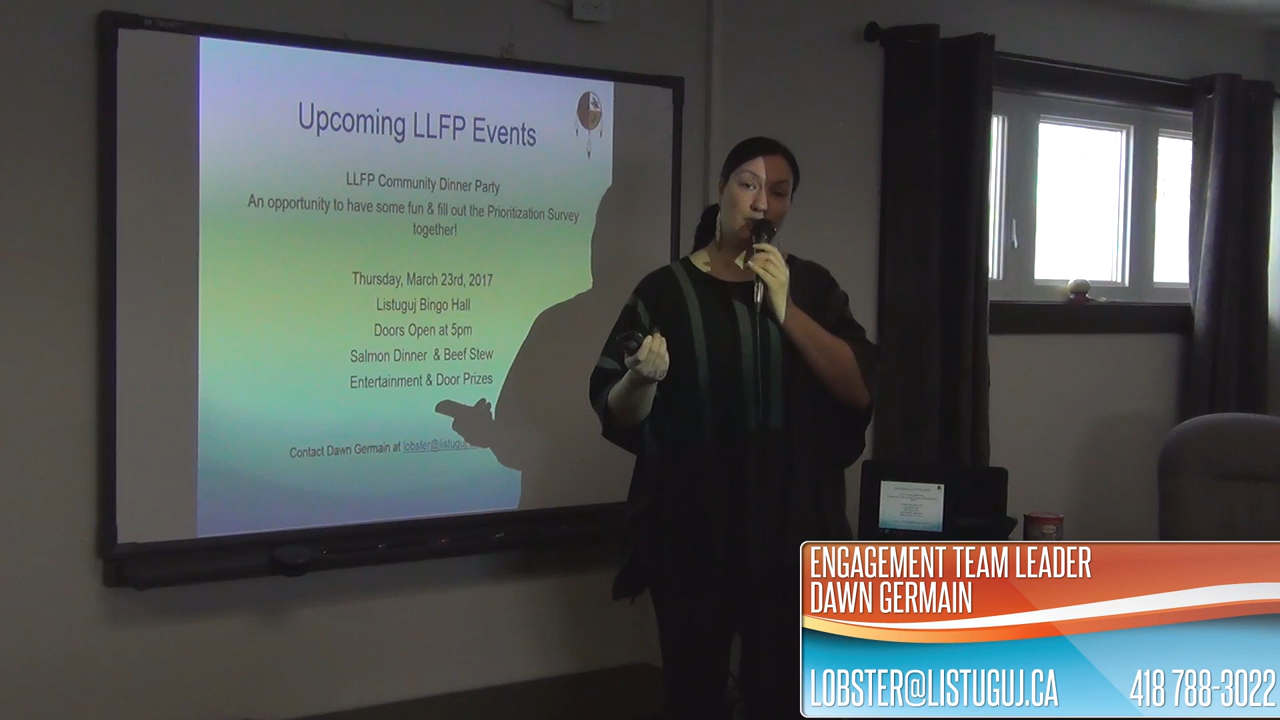 Upcoming LLFP Events
LLFP Community Dinner Party
An opportunity to have some fun & fill out the Prioritization Survey
together!
Thursday, March 23rd, 2017
Listuguj Bingo Hall
Doors Open at 5pm
Salmon Dinner & Beef Stew
Entertainment & Door Prizes
Contact Dawn Germain at lobster@listuguj
ENGAGEMENT TEAM LEADER
DAWN GERMAIN
LOBSTER@LISTUGUJ.CA 418 788-3022